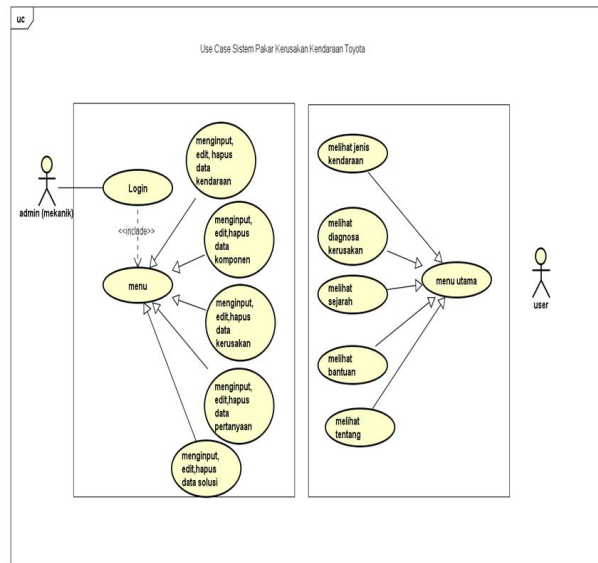 uc
Use Case Sistem Pakar Kerusakan Kendaraan Toyota
admin (mekanik)
Login
<<include>>
menu
menginput,
edit, hapus
data
kendaraan
menginput,
edit,hapus
data
komponen
menginput,
edit,hapus
data
kerusakan
menginput,
edit,hapus
data
pertanyaan
menginput,
edit,hapus
data solusi
melihat jenis
kendaraan
melihat
diagnosa
kerusakan
melihat
sejarah
melihat
bantuan
melihat
tentang
menu utama
user